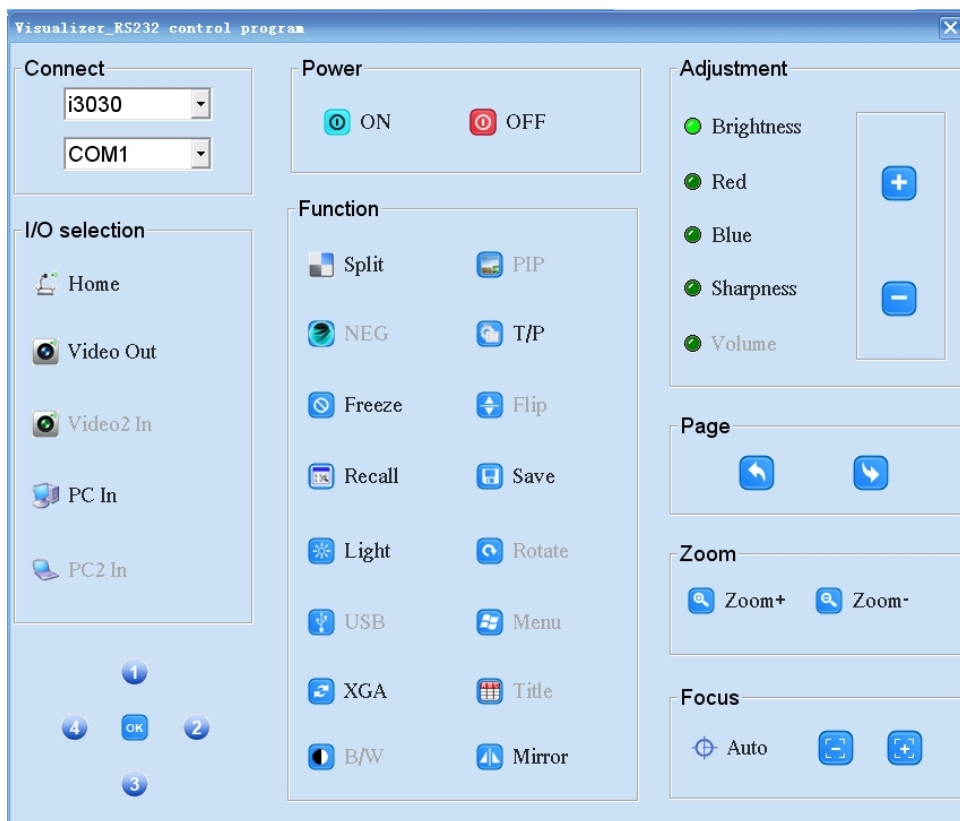 Visualizer_RS232 control program
Connect
i3030
COM1
Power
ON
OFF
Adjustment
Brightness
Red
Blue
Sharpness
Volume
I/O selection
Home
Video Out
Video2 In
PC In
PC2 In
Function
Split
PIP
NEG
T/P
Freeze
Flip
Recall
Save
Light
Rotate
USB
Menu
XGA
Title
B/W
Mirror
Page
Zoom
Zoom+
Zoom-
Focus
Auto
1
4
OK
2
3